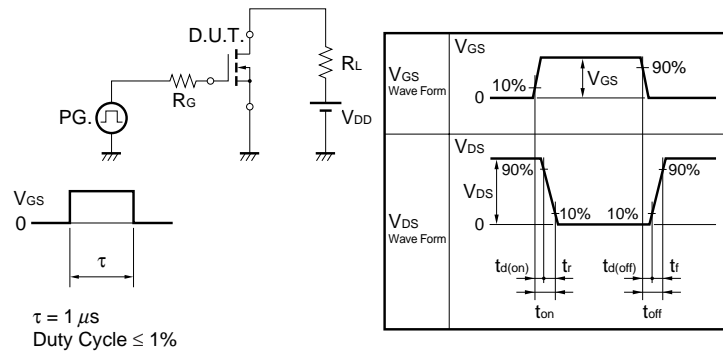 D.U.T.
RL
RG
PG.
VDD
VGS
0
τ
τ = 1 μs
Duty Cycle ≤ 1%
VGS
Wave Form
VGS
10%
0
VGS
90%
VDS
Wave Form
VDS
90%
VDS
0
10%
10%
90%
td(on)
tr
td(off)
tf
ton
toff